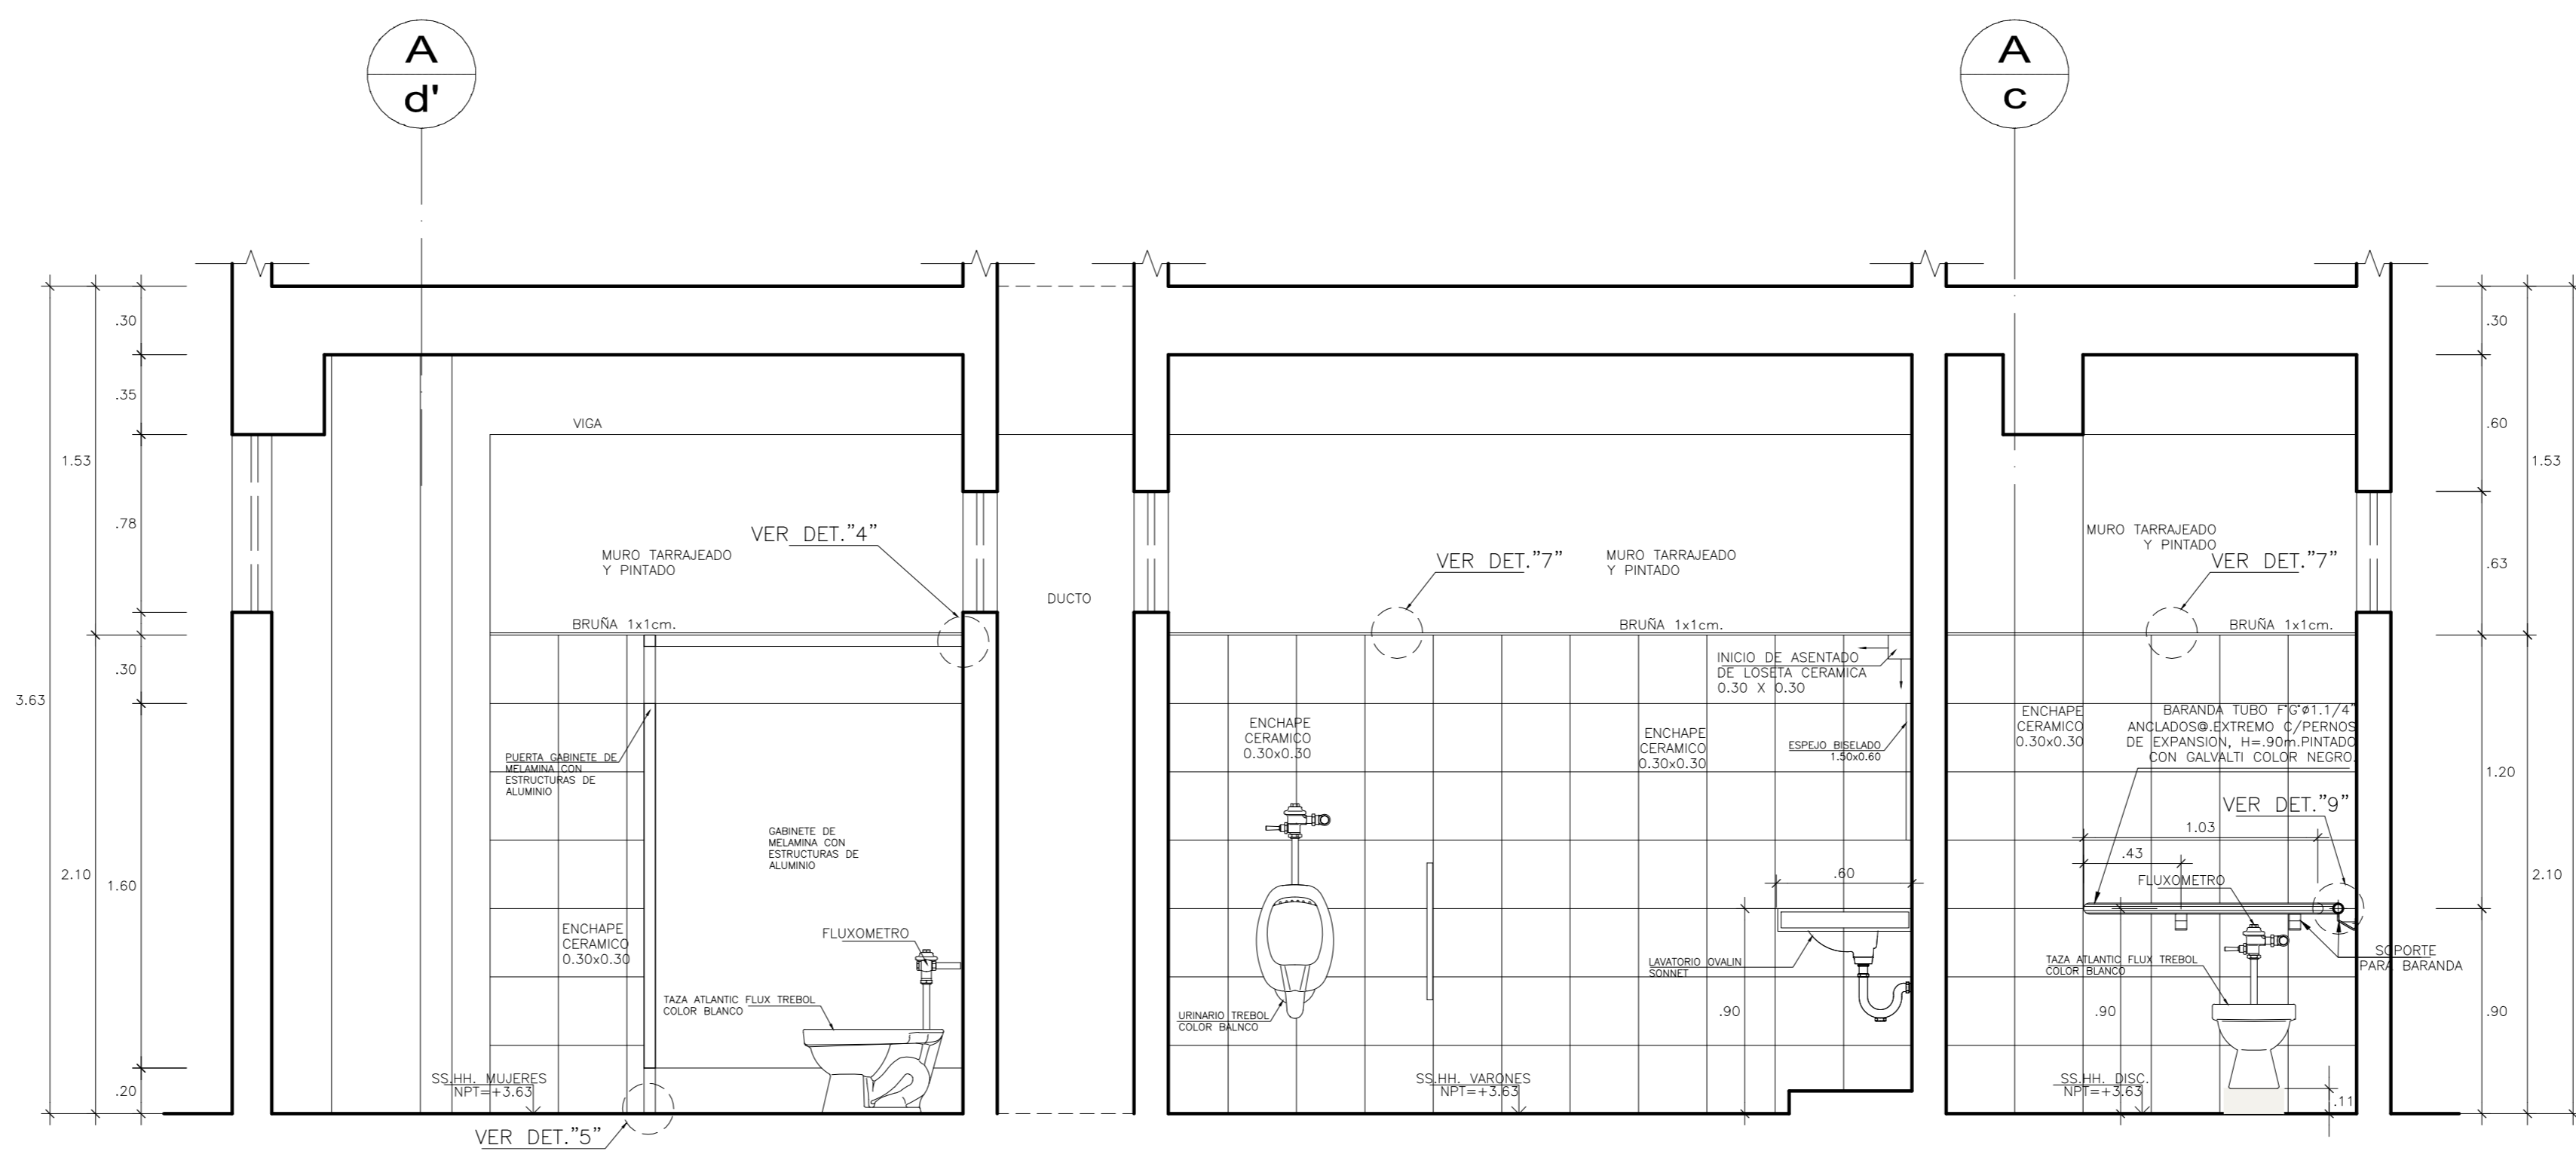 A
d'
A
c
.30
.35
1.53
.78
.30
3.63
2.10
1.60
.20
VIGA
VER DET."4"
MURO TARRAJEADO
Y PINTADO
BRUÑA 1x1cm.
PUERTA GABINETE DE
MELAMINA CON
ESTRUCTURAS DE
ALUMINIO
GABINETE DE
MELAMINA CON
ESTRUCTURAS DE
ALUMINIO
ENCHAPE
CERAMICO
0.30x0.30
FLUXOMETRO
TAZA ATLANTIC FLUX TREBOL
COLOR BLANCO
SS.HH. MUJERES
NPT=+3.63
VER DET."5"
DUCTO
VER DET."7"
MURO TARRAJEADO
Y PINTADO
BRUÑA 1x1cm.
INICIO DE ASENTADO
DE LOSETA CERAMICA
0.30 X 0.30
ENCHAPE
CERAMICO
0.30x0.30
ENCHAPE
CERAMICO
0.30x0.30
ESPEJO BISELADO
1.50x0.60
.60
LAVATORIO OVALIN
SONNET
URINARIO TREBOL
COLOR BALNCO
.90
SS.HH. VARONES
NPT=+3.63
MURO TARRAJEADO
Y PINTADO
VER DET."7"
BRUÑA 1x1cm.
ENCHAPE
CERAMICO
0.30x0.30
BARANDA TUBO F°G°ø1.1/4"
ANCLADOS@.EXTREMO C/PERNOS
DE EXPANSION, H=.90m.PINTADO
CON GALVALTI COLOR NEGRO.
VER DET."9"
1.03
.43
FLUXOMETRO
SOPORTE
PARA BARANDA
TAZA ATLANTIC FLUX TREBOL
COLOR BLANCO
.90
SS.HH. DISC.
NPT=+3.63
.11
.30
.60
1.53
.63
1.20
2.10
.90